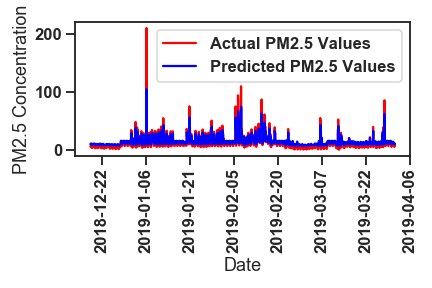 200
100
0
PM2.5 Concentration
Actual PM2.5 Values
Predicted PM2.5 Values
2018-12-22
2019-01-06
2019-01-21
2019-02-05
2019-02-20
2019-03-07
2019-03-22
2019-04-06
Date